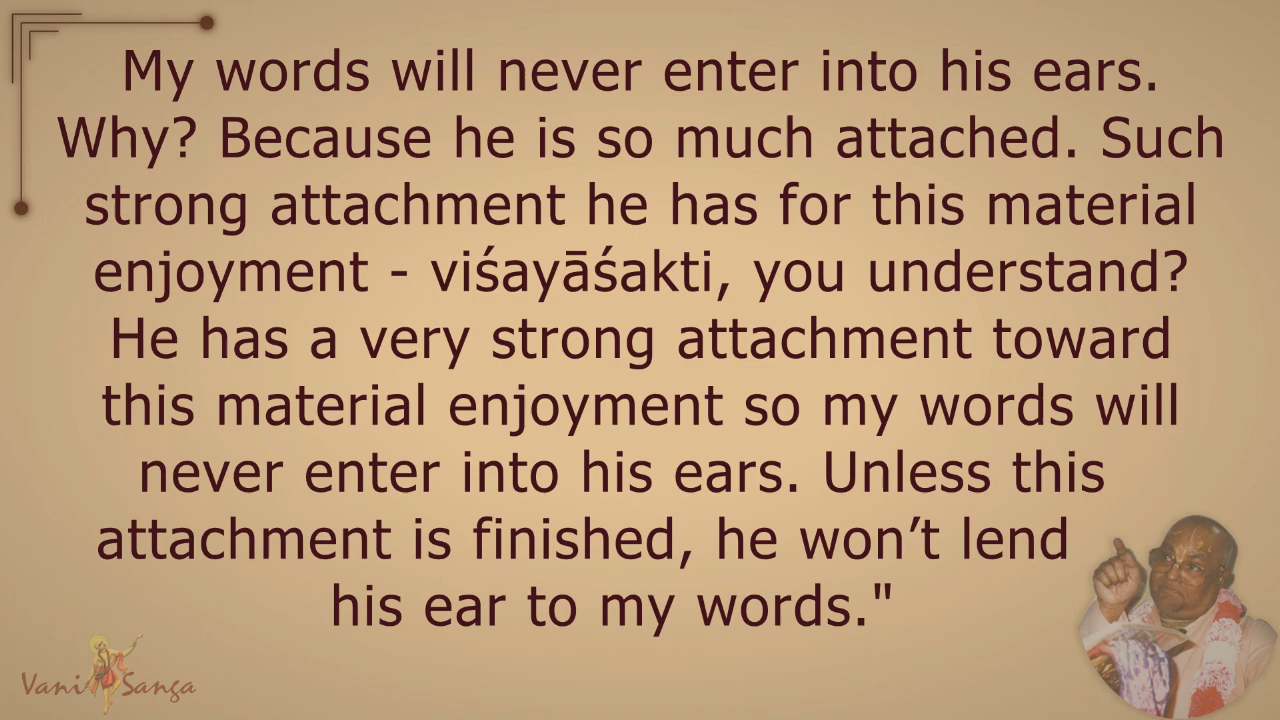 My words will never enter into his ears.
Why? Because he is so much attached. Such
strong attachment he has for this material
enjoyment - viśayāśakti, you understand?
He has a very strong attachment toward
this material enjoyment so my words will
never enter into his ears. Unless this
attachment is finished, he won’t lend
his ear to my words."
Vani Sanga